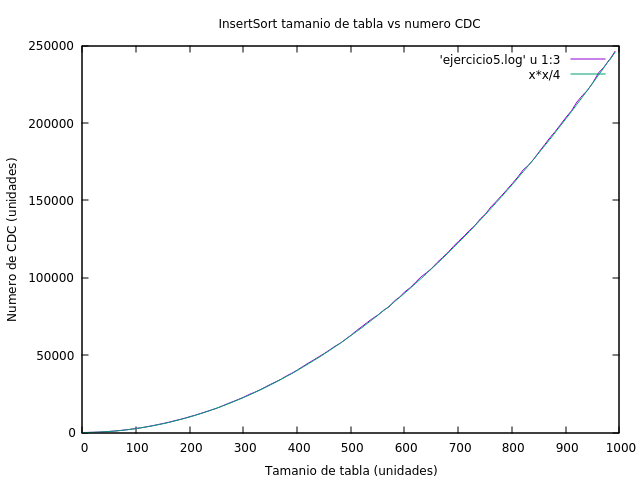 InsertSort tamanio de tabla vs numero CDC
250000
200000
150000
100000
50000
0
Numero de CDC (unidades)
'ejercicio5.log' u 1:3
x*x/4
0 100 200 300 400 500 600 700 800 900 1000
Tamanio de tabla (unidades)